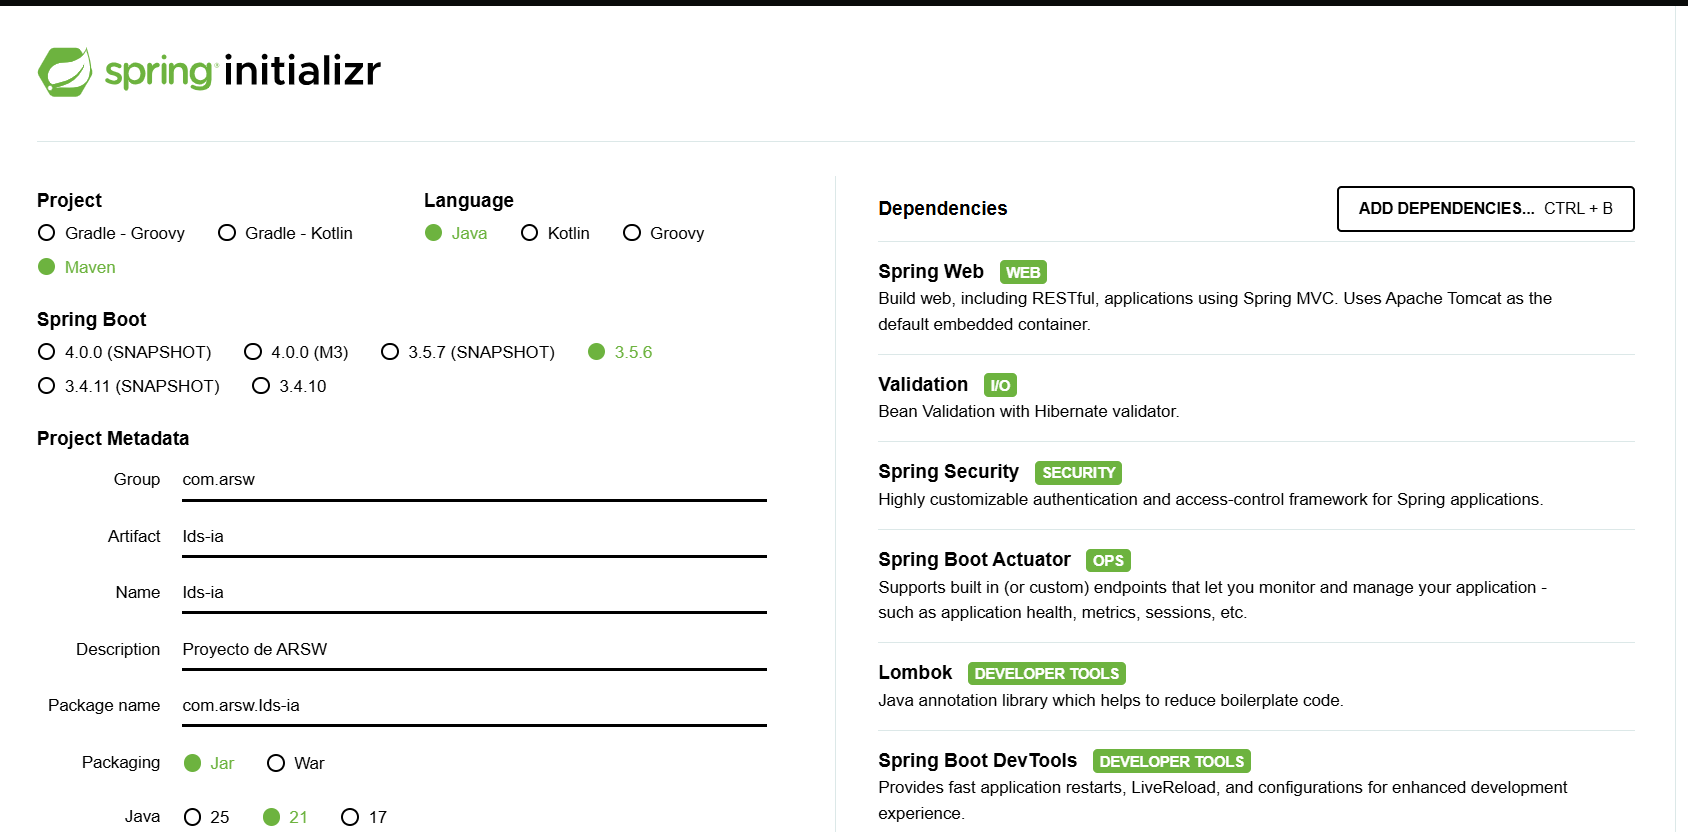 spring initializr
Project
Gradle - Groovy Gradle - Kotlin
Maven
Language
Java Kotlin Groovy
Spring Boot
4.0.0 (SNAPSHOT) 4.0.0 (M3) 3.5.7 (SNAPSHOT) 3.5.6
3.4.11 (SNAPSHOT) 3.4.10
Project Metadata
Group com.arsw
Artifact Ids-ia
Name Ids-ia
Description Proyecto de ARSW
Package name com.arsw.Ids-ia
Packaging Jar War
Java 25 21 17
Dependencies
ADD DEPENDENCIES... CTRL + B
Spring Web WEB
Build web, including RESTful, applications using Spring MVC. Uses Apache Tomcat as the
default embedded container.
Validation I/O
Bean Validation with Hibernate validator.
Spring Security SECURITY
Highly customizable authentication and access-control framework for Spring applications.
Spring Boot Actuator OPS
Supports built in (or custom) endpoints that let you monitor and manage your application -
such as application health, metrics, sessions, etc.
Lombok DEVELOPER TOOLS
Java annotation library which helps to reduce boilerplate code.
Spring Boot DevTools DEVELOPER TOOLS
Provides fast application restarts, LiveReload, and configurations for enhanced development
experience.